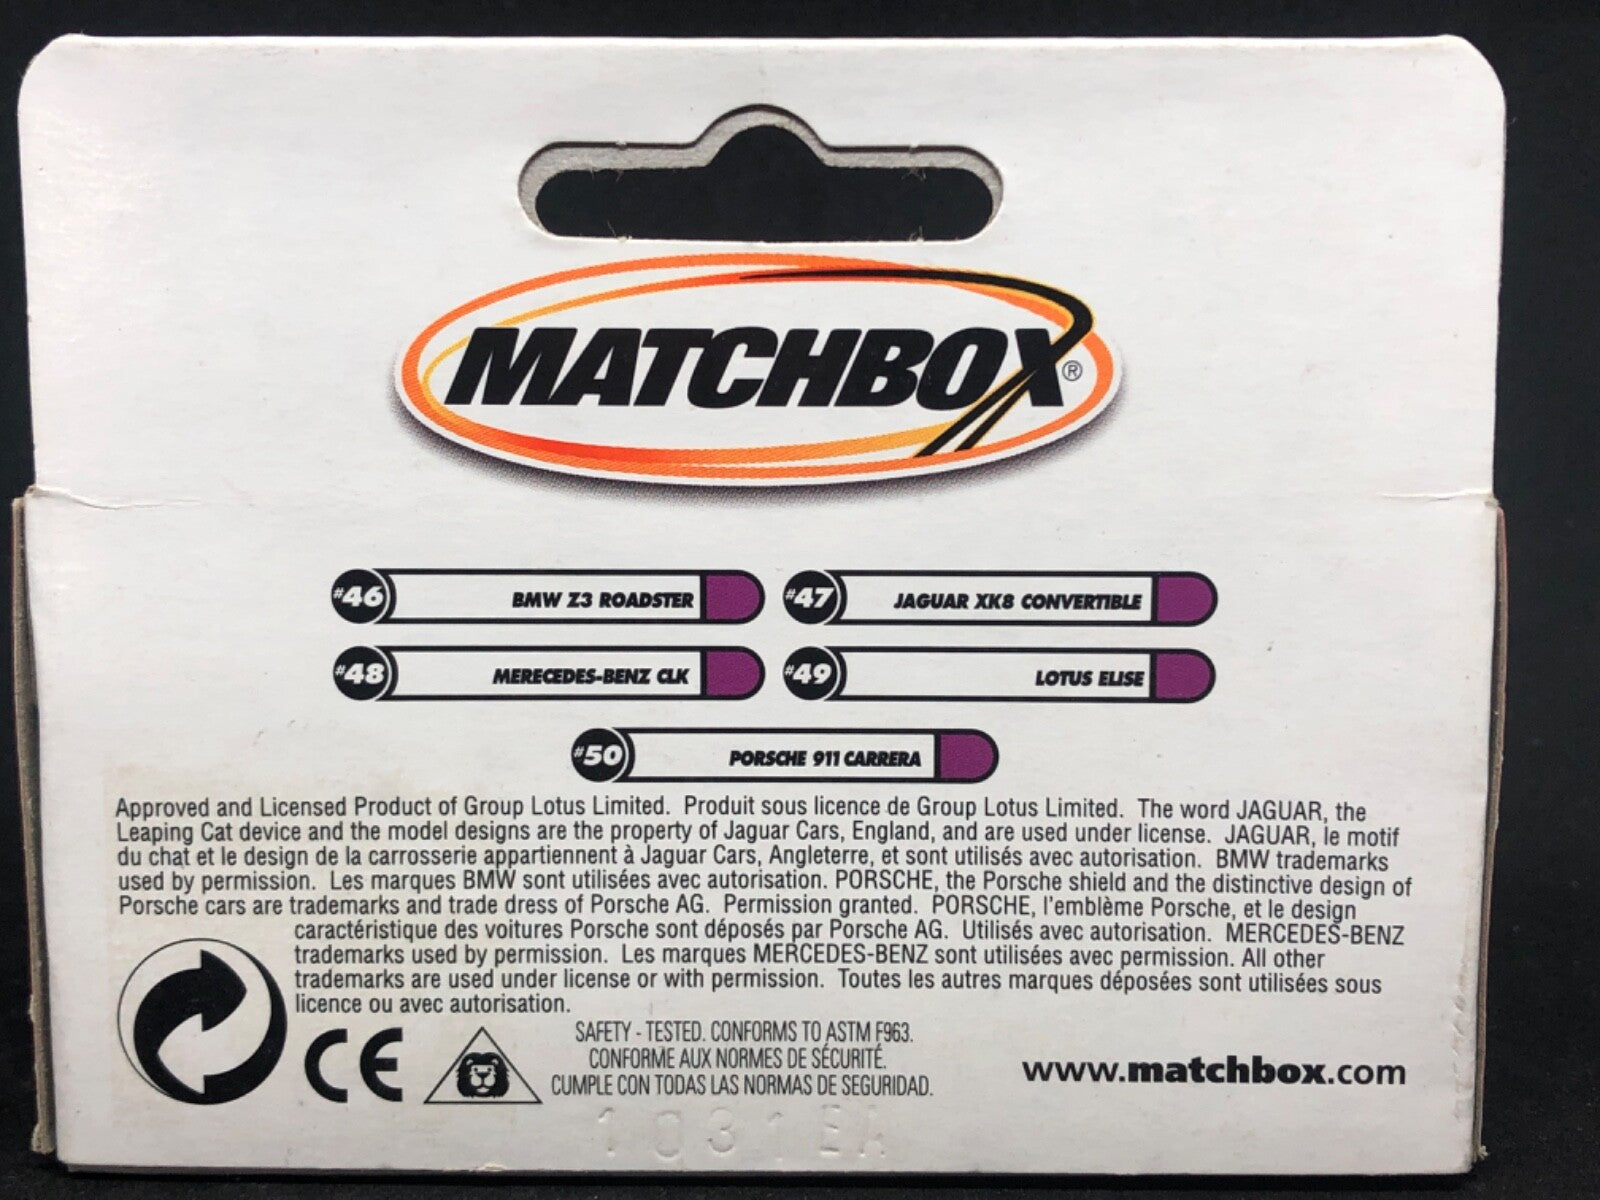 MATCHBOX®
#46 BMW Z3 ROADSTER
#47 JAGUAR XK8 CONVERTIBLE
#48 MERECEDES-BENZ CLK
#49 LOTUS ELISE
#50 PORSCHE 911 CARRERA
Approved and Licensed Product of Group Lotus Limited. Produit sous licence de Group Lotus Limited. The word JAGUAR, the
Leaping Cat device and the model designs are the property of Jaguar Cars, England, and are used under license. JAGUAR, le motif
du chat et le design de la carrosserie appartiennent à Jaguar Cars, Angleterre, et sont utilisés avec autorisation. BMW trademarks
used by permission. Les marques BMW sont utilisées avec autorisation. PORSCHE, the Porsche shield and the distinctive design of
Porsche cars are trademarks and trade dress of Porsche AG. Permission granted. PORSCHE, l'emblème Porsche, et le design
caractéristique des voitures Porsche sont déposés par Porsche AG. Utilisés avec autorisation. MERCEDES-BENZ
trademarks used by permission. Les marques MERCEDES-BENZ sont utilisées avec permission. All other
trademarks are used under license or with permission. Toutes les autres marques déposées sont utilisées sous
licence ou avec autorisation.
CE
SAFETY - TESTED. CONFORMS TO ASTM F963.
CONFORME AUX NORMES DE SÉCURITÉ.
CUMPLE CON TODAS LAS NORMAS DE SEGURIDAD.
www.matchbox.com